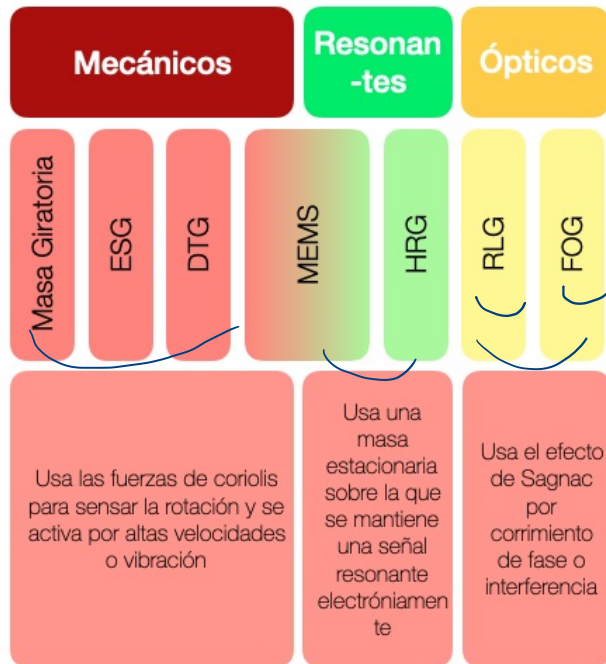 Mecánicos
Resonan
-tes
Ópticos
Masa Giratoria
ESG
DTG
MEMS
HRG
RLG
FOG
Usa las fuerzas de coriolis
para sensar la rotación y se
activa por altas velocidades
o vibración
Usa una
masa
estacionaria
sobre la que
se mantiene
una señal
resonante
electróniamen
te
Usa el efecto
de Sagnac
por
corrimiento
de fase o
interferencia